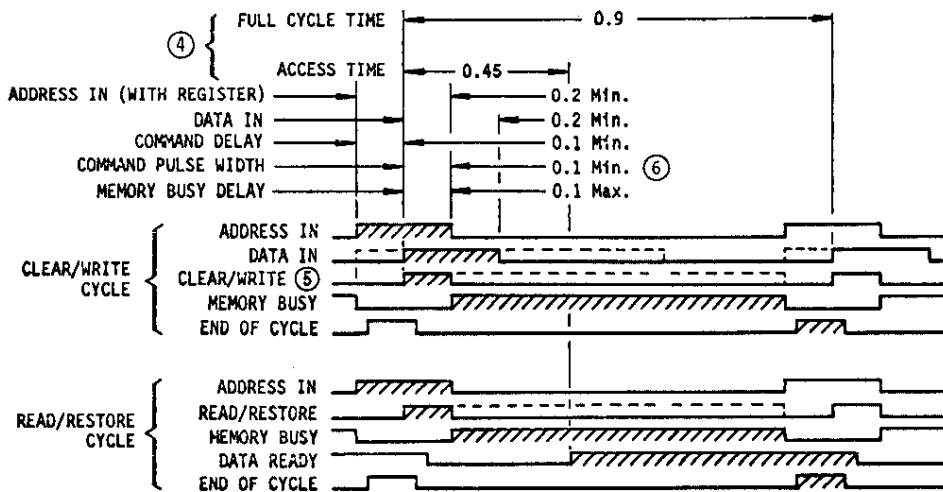 FULL CYCLE TIME 0.9
④
ACCESS TIME 0.45
ADDRESS IN (WITH REGISTER) 0.2 Min.
DATA IN 0.2 Min.
COMMAND DELAY 0.1 Min.
COMMAND PULSE WIDTH 0.1 Min. ⑥
MEMORY BUSY DELAY 0.1 Max.
CLEAR/WRITE
CYCLE
ADDRESS IN
DATA IN
CLEAR/WRITE ⑤
MEMORY BUSY
END OF CYCLE
READ/RESTORE
CYCLE
ADDRESS IN
READ/RESTORE
MEMORY BUSY
DATA READY
END OF CYCLE